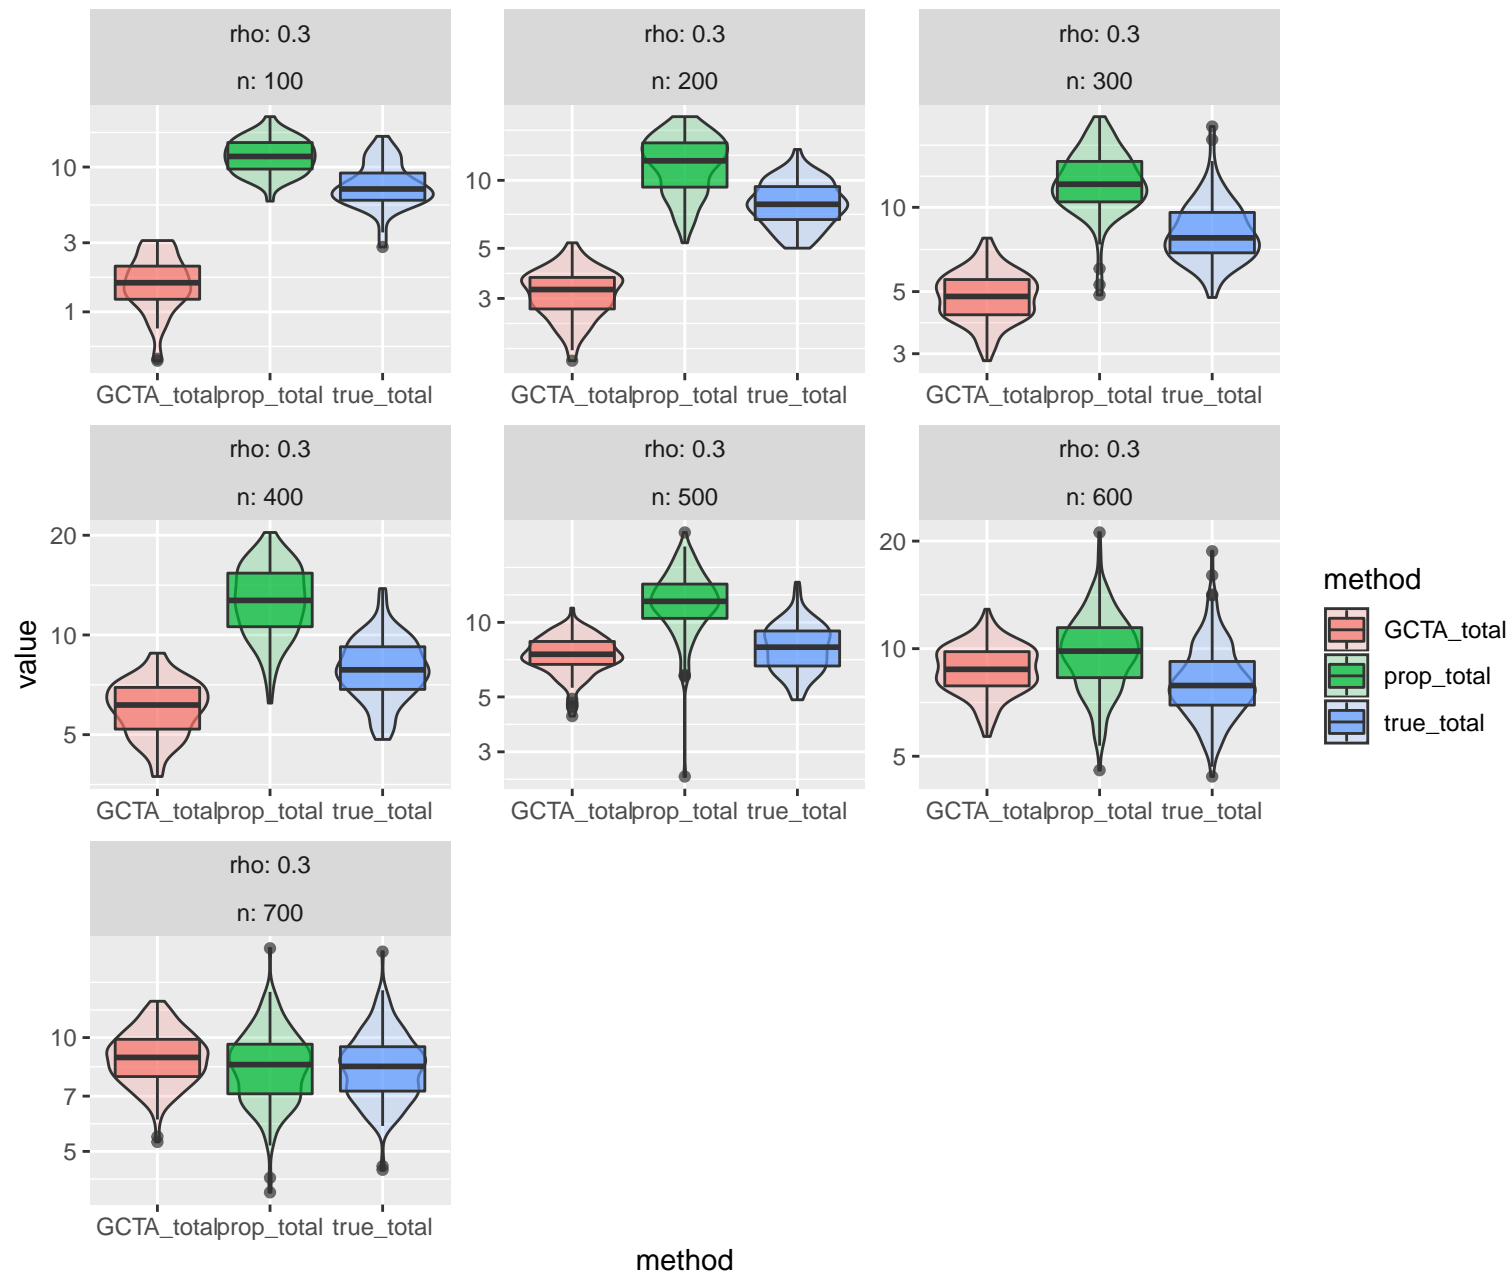 rho: 0.3
n: 100
rho: 0.3
n: 200
rho: 0.3
n: 300
10
3
1
10
5
3
10
5
3
GCTA_total prop_total true_total
GCTA_total prop_total true_total
GCTA_total prop_total true_total
rho: 0.3
n: 400
rho: 0.3
n: 500
rho: 0.3
n: 600
value
20
10
5
10
5
3
20
10
5
GCTA_total prop_total true_total
GCTA_total prop_total true_total
GCTA_total prop_total true_total
rho: 0.3
n: 700
10
7
5
GCTA_total prop_total true_total
method
method
GCTA_total
prop_total
true_total